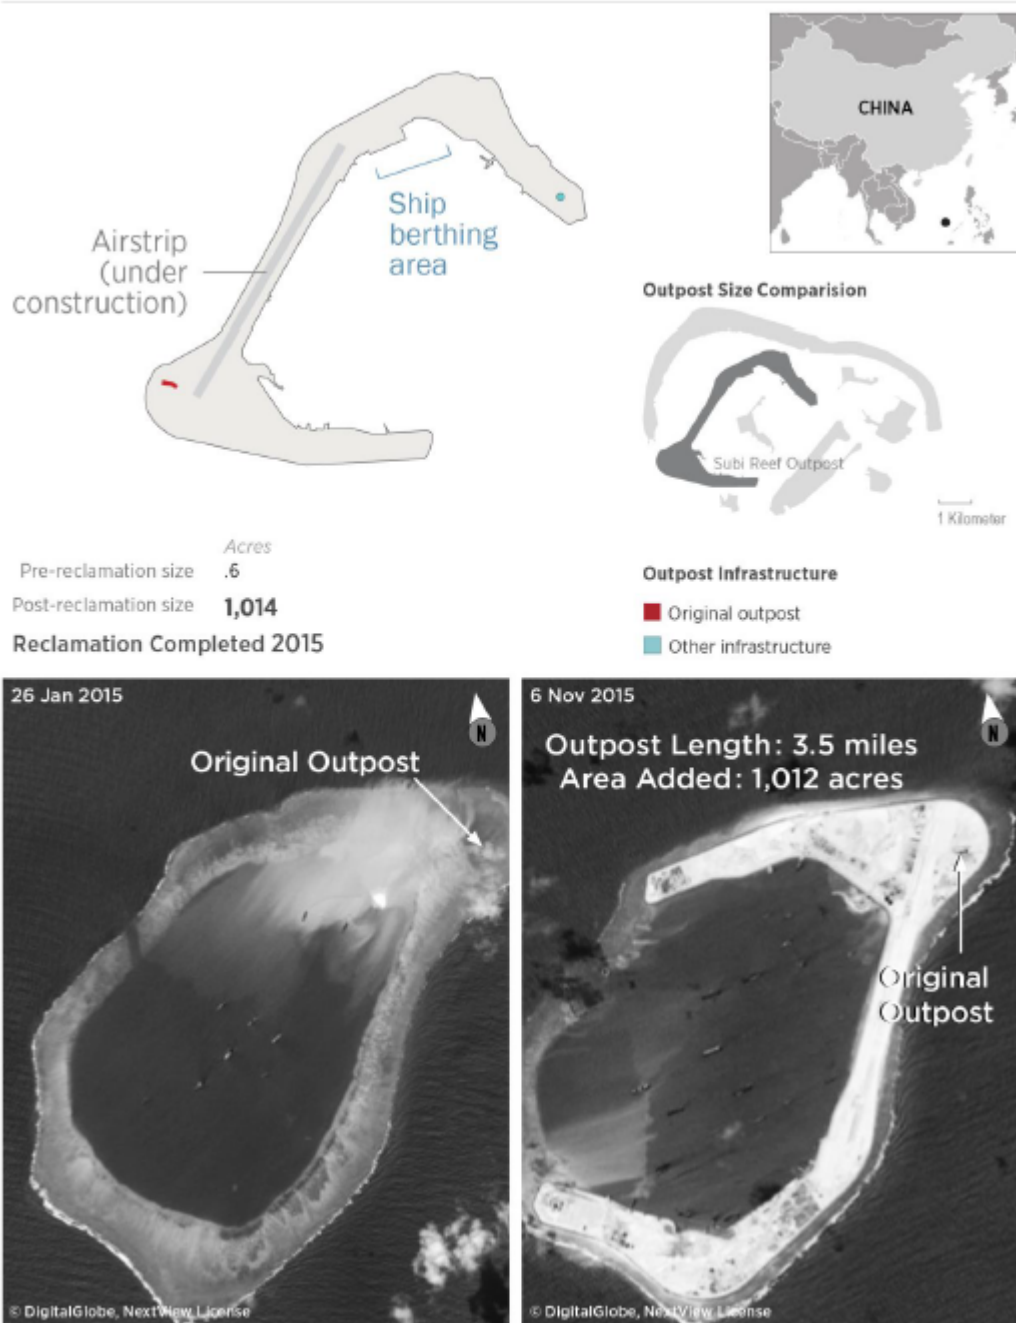 CHINA
Airstrip
(under
construction)
Ship
berthing
area
Outpost Size Comparision
Subi Reef Outpost
1 Kilometer
Acres
Pre-reclamation size .6
Post-reclamation size 1,014
Reclamation Completed 2015
Outpost Infrastructure
Original outpost
Other infrastructure
26 Jan 2015
N
Original Outpost
© DigitalGlobe, NextView License
6 Nov 2015
N
Outpost Length: 3.5 miles
Area Added: 1,012 acres
Original
Outpost
© DigitalGlobe, NextView License